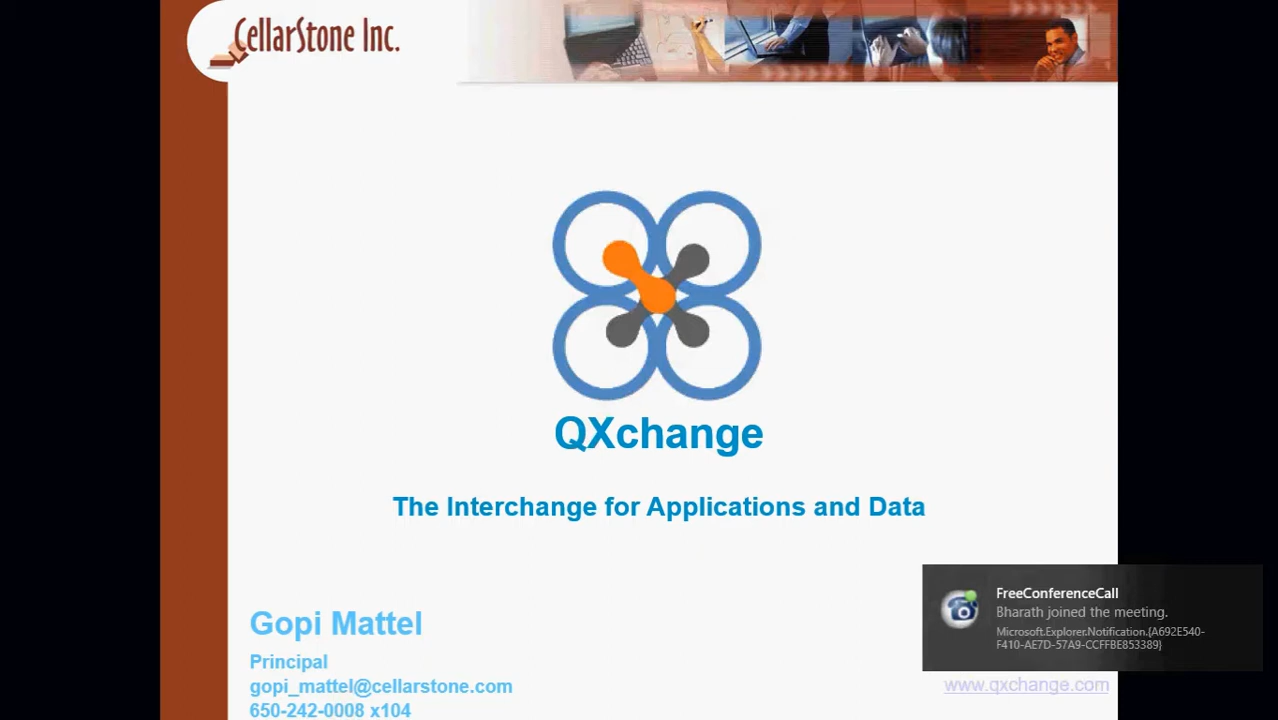 CellarStone Inc.
QXchange
The Interchange for Applications and Data
Gopi Mattel
Principal
gopi_mattel@cellarstone.com
650-242-0008 x104
FreeConferenceCall
Bharath joined the meeting.
Microsoft.Explorer.Notification.{A692E540-
F410-AE7D-57A9-CCFFBE853389}
www.qxchange.com